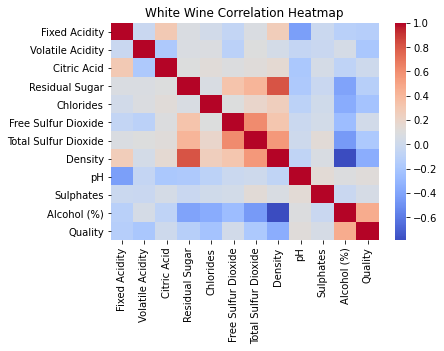 White Wine Correlation Heatmap
Fixed Acidity
Volatile Acidity
Citric Acid
Residual Sugar
Chlorides
Free Sulfur Dioxide
Total Sulfur Dioxide
Density
pH
Sulphates
Alcohol (%)
Quality
Fixed Acidity
Volatile Acidity
Citric Acid
Residual Sugar
Chlorides
Free Sulfur Dioxide
Total Sulfur Dioxide
Density
pH
Sulphates
Alcohol (%)
Quality
1.0
0.8
0.6
0.4
0.2
0.0
−0.2
−0.4
−0.6